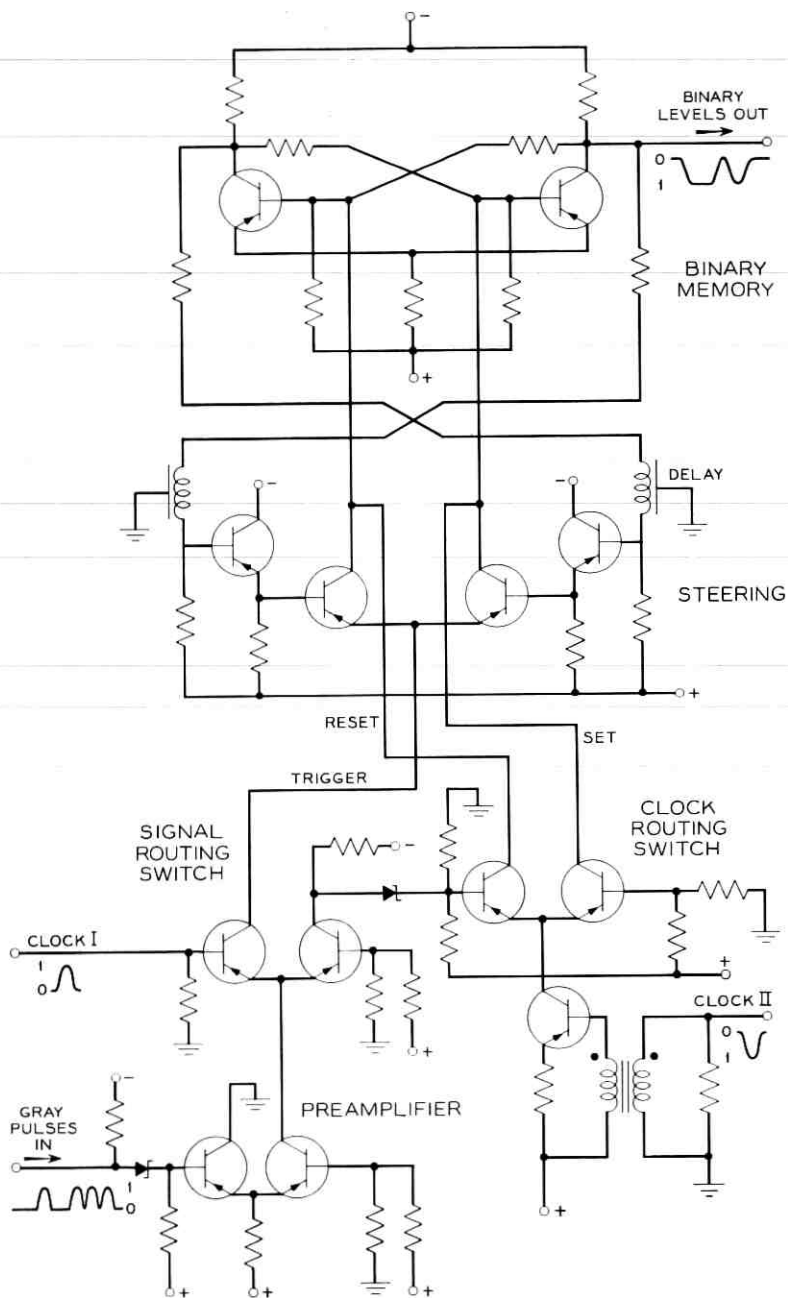 -
BINARY
LEVELS OUT
0
1
BINARY
MEMORY
+
-
-
DELAY
STEERING
+
RESET
SET
TRIGGER
SIGNAL
ROUTING
SWITCH
-
CLOCK
ROUTING
SWITCH
CLOCK I
1
0
+
+
CLOCK II
0
1
-
PREAMPLIFIER
GRAY
PULSES
IN
1
0
+
+
+
+